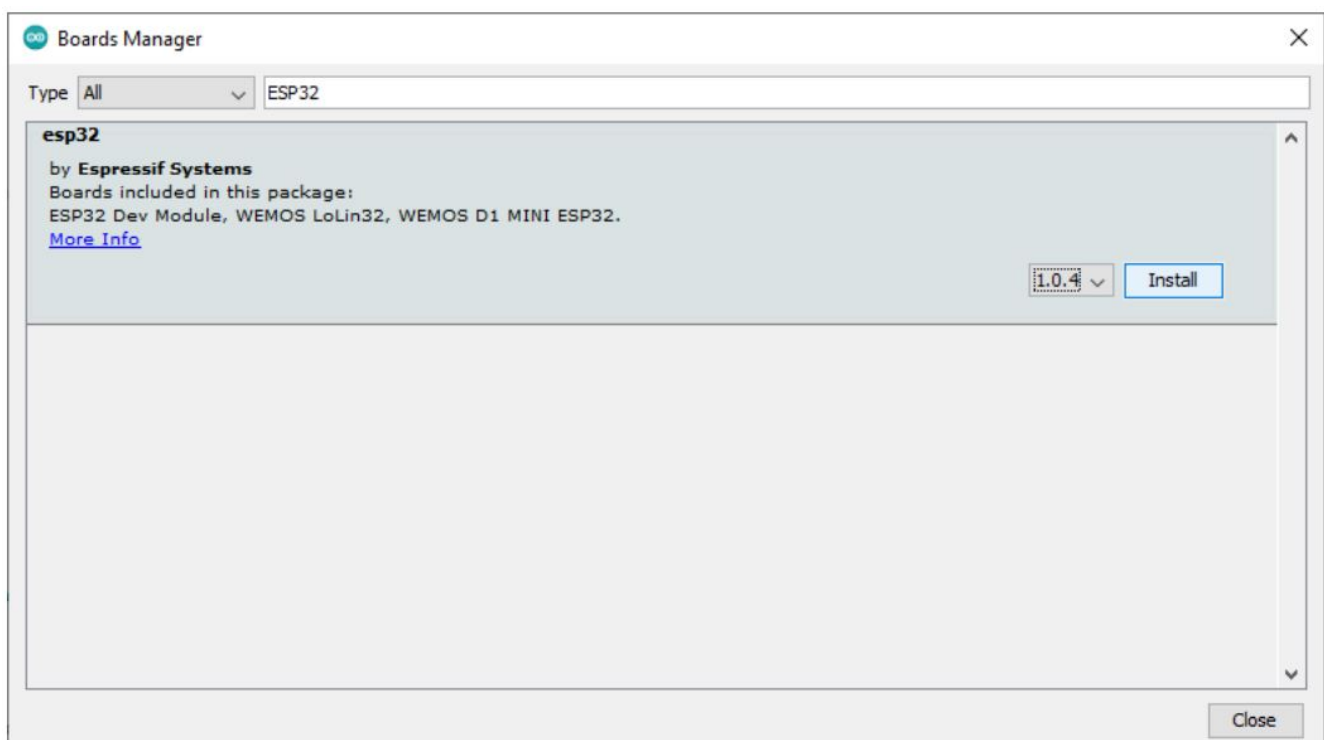 Boards Manager
Type All ESP32
esp32
by Espressif Systems
Boards included in this package:
ESP32 Dev Module, WEMOS LoLin32, WEMOS D1 MINI ESP32.
More Info
1.0.4 Install
Close